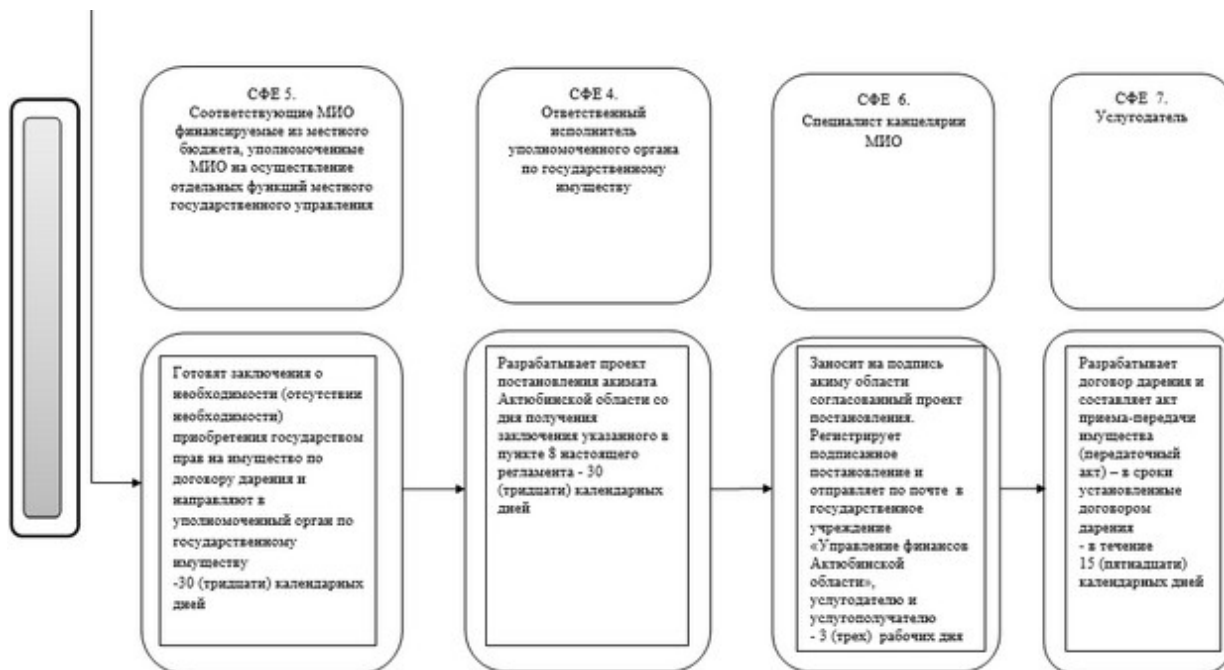 СФЕ 5.
Соответствующие МИО
финансируемые из местного
бюджета, уполномоченные
МИО на осуществление
отдельных функций местного
государственного управления
СФЕ 4.
Ответственный
исполнитель
уполномоченного органа
по государственному
имуществу
СФЕ 6.
Специалист канцелярии
МИО
СФЕ 7.
Услугодатель
Готовят заключения о
необходимости (отсутствии
необходимости)
приобретения государством
прав на имущество по
договору дарения и
направляют в
уполномоченный орган по
государственному
имуществу
-30 (тридцати) календарных
дней
Разрабатывает проект
постановления акимата
Актюбинской области со
дня получения
заключения указанного в
пункте 8 настоящего
регламента - 30
(тридцати) календарных
дней
Заносит на подпись
акиму области
согласованный проект
постановления.
Регистрирует
подписанное
постановление и
отправляет по почте в
государственное
учреждение
«Управление финансов
Актюбинской
области»,
услугодателю и
услугополучателю
- 3 (трех) рабочих дня
Разрабатывает
договор дарения и
составляет акт
приема-передачи
имущества
(передаточный
акт) – в сроки
установленные
договором
дарения
- в течение
15 (пятнадцати)
календарных дней